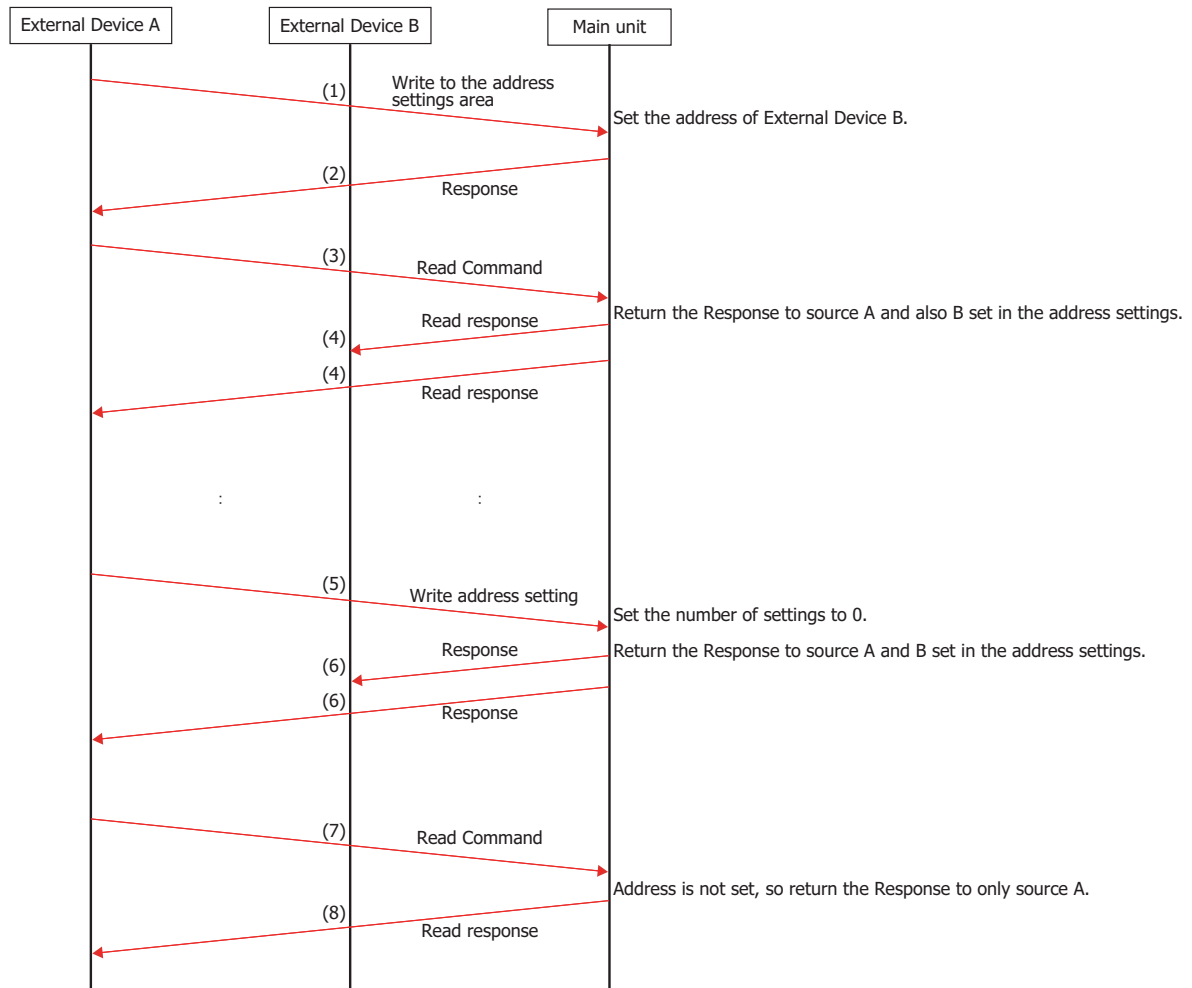 External Device A
External Device B
Main unit
(1)
Write to the address
settings area
Set the address of External Device B.
(2)
Response
(3)
Read Command
Return the Response to source A and also B set in the address settings.
Read response
(4)
(4)
Read response
:
:
(5)
Write address setting
Set the number of settings to 0.
Response
Return the Response to source A and B set in the address settings.
(6)
(6)
Response
(7)
Read Command
Address is not set, so return the Response to only source A.
(8)
Read response